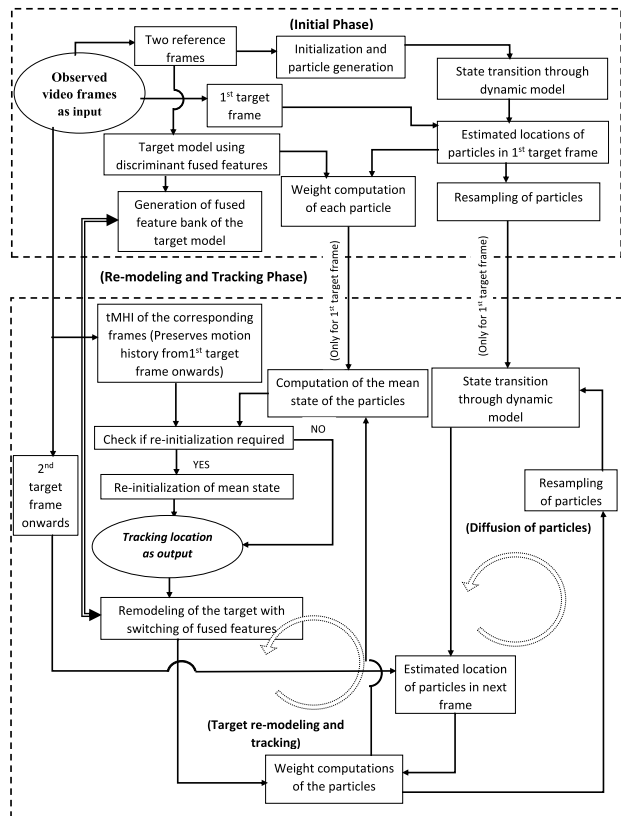 (Initial Phase)
Two reference
frames
Initialization and
particle generation
Observed
video frames
as input
State transition through
dynamic model
1st target
frame
Target model using
discriminant fused features
Estimated locations of
particles in 1st target frame
Weight computation
of each particle
Resampling of particles
Generation of fused
feature bank of the
target model
(Only for 1st target frame)
(Only for 1st target frame)
(Re-modeling and Tracking Phase)
tMHI of the corresponding
frames (Preserves motion
history from1st target
frame onwards)
Computation of the mean
state of the particles
State transition
through dynamic
model
NO
Check if re-initialization required
YES
2nd
target
frame
onwards
Re-initialization of mean state
Resampling
of particles
Tracking location
as output
(Diffusion of particles)
Remodeling of the target with
switching of fused features
Estimated location
of particles in next
frame
(Target re-modeling and
tracking)
Weight computations
of the particles